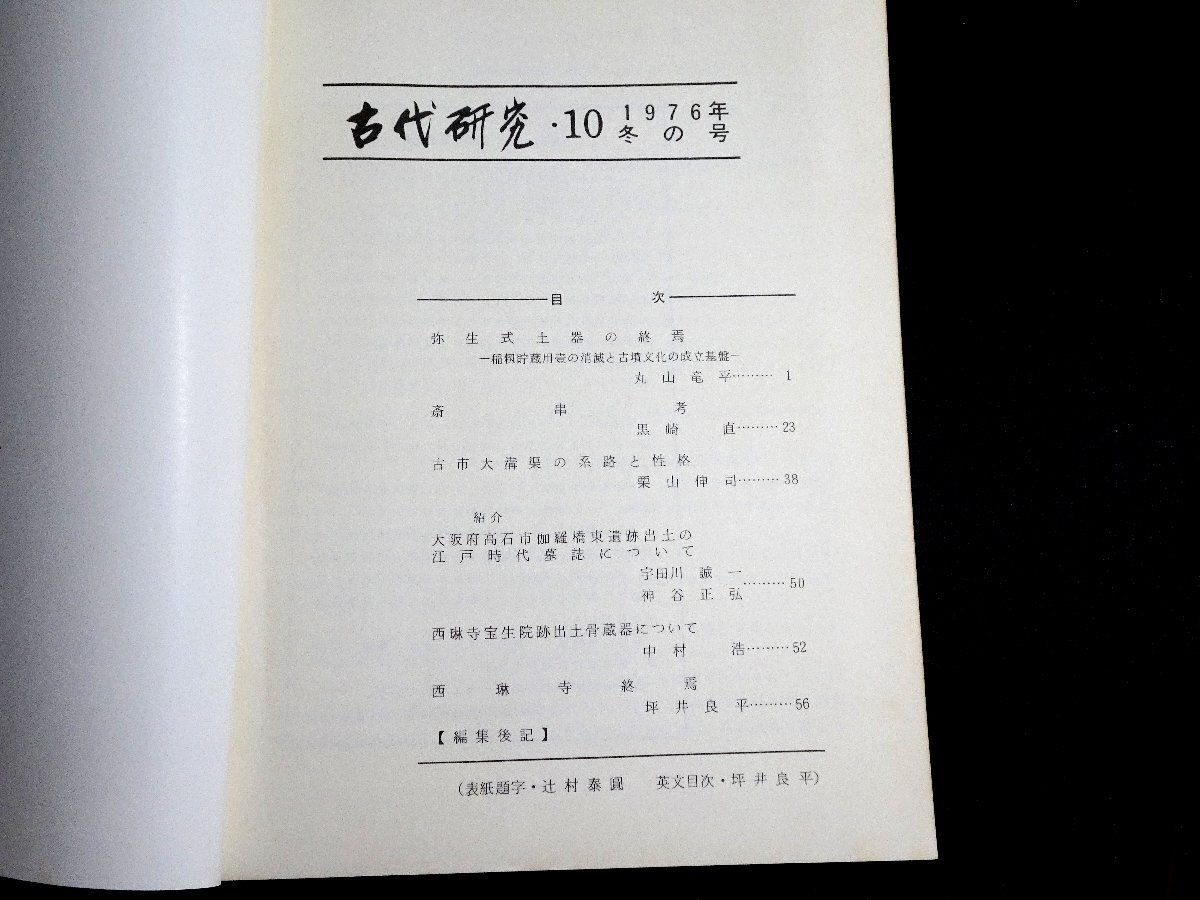 古代研究・10 1976年
冬の号
目次
弥生式土器の終焉
―稲籾貯蔵用壺の消滅と古墳文化の成立基盤―
丸山竜平……… 1
斎串考
黒崎直………23
古市大溝渠の系路と性格
栗山伸司………38
紹介
大阪府高石市伽羅橋東遺跡出土の
江戸時代墓誌について
宇田川誠一
神谷正弘………50
西琳寺宝生院跡出土骨蔵器について
中村浩………52
西琳寺終焉
坪井良平………56
【編集後記】
(表紙題字・辻村泰圓 英文目次・坪井良平)